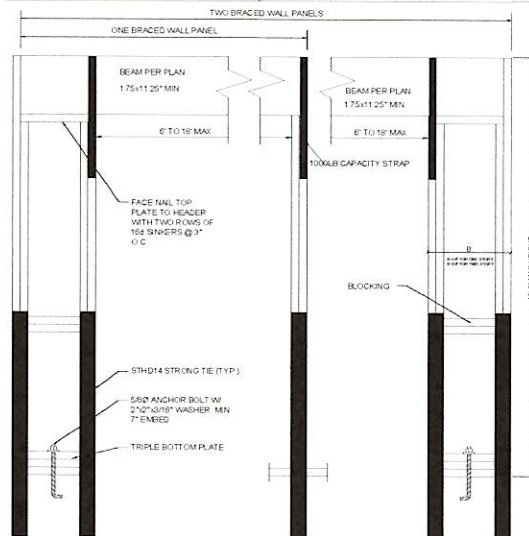 TWO BRACED WALL PANELS
ONE BRACED WALL PANEL
BEAM PER PLAN
1.75x11.25" MIN
BEAM PER PLAN
1.75x11.25" MIN
6' TO 18' MAX
6' TO 18' MAX
1000LB CAPACITY STRAP
FACE NAIL TOP
PLATE TO HEADER
WITH TWO ROWS OF
16d SINKERS @ 3"
O.C
BLOCKING
STHD14 STRONG TIE (TYP.)
5/8Ø ANCHOR BOLT W/
2"x2"x3/16" WASHER MIN
7" EMBED
TRIPLE BOTTOM PLATE